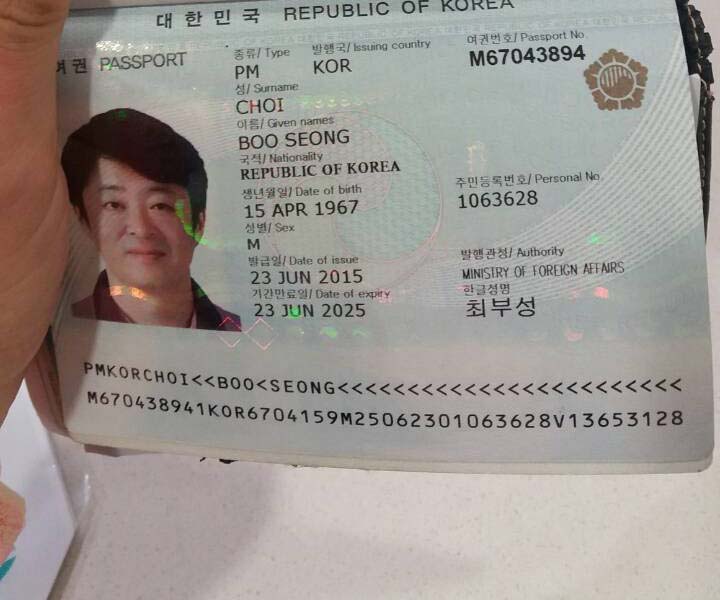 대한민국 REPUBLIC OF KOREA
여권 PASSPORT
종류/ Type 발행국/ Issuing country 여권번호/ Passport No.
PM KOR M67043894
성/ Surname
CHOI
이름/ Given names
BOO SEONG
국적/ Nationality
REPUBLIC OF KOREA
생년월일/ Date of birth 주민등록번호/ Personal No.
15 APR 1967 1063628
성별/ Sex
M
발급일/ Date of issue 발행관청/ Authority
23 JUN 2015 MINISTRY OF FOREIGN AFFAIRS
기간만료일/ Date of expiry 한글성명
23 JUN 2025 최부성
PMKORCHOI<<BOO<SEONG<<<<<<<<<<<<<<<<<<<<<<<<
M670438941KOR6704159M25062301063628V13653128